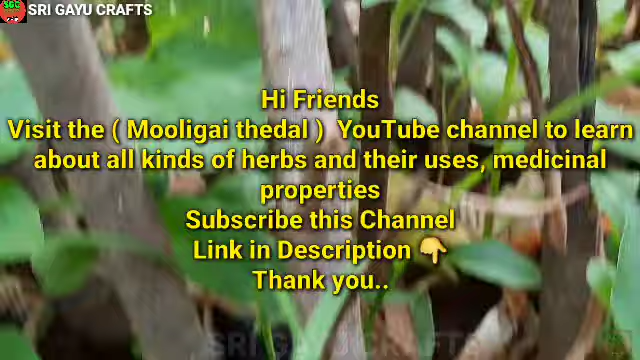 SGC
SRI GAYU CRAFTS
Hi Friends
Visit the ( Mooligai thedal )  YouTube channel to learn
about all kinds of herbs and their uses, medicinal
properties
Subscribe this Channel
Link in Description 👇
Thank you..
SRI GAYU CRAFTS